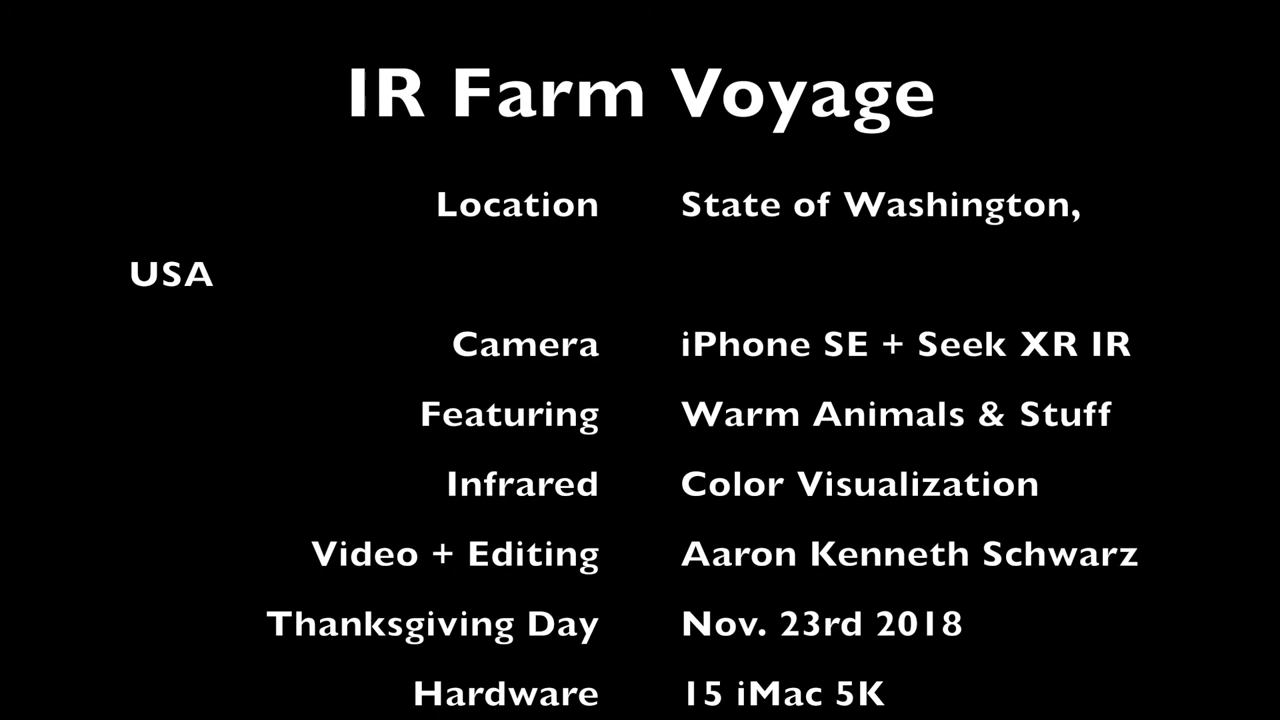 IR Farm Voyage
Location State of Washington,
USA
Camera iPhone SE + Seek XR IR
Featuring Warm Animals & Stuff
Infrared Color Visualization
Video + Editing Aaron Kenneth Schwarz
Thanksgiving Day Nov. 23rd 2018
Hardware 15 iMac 5K